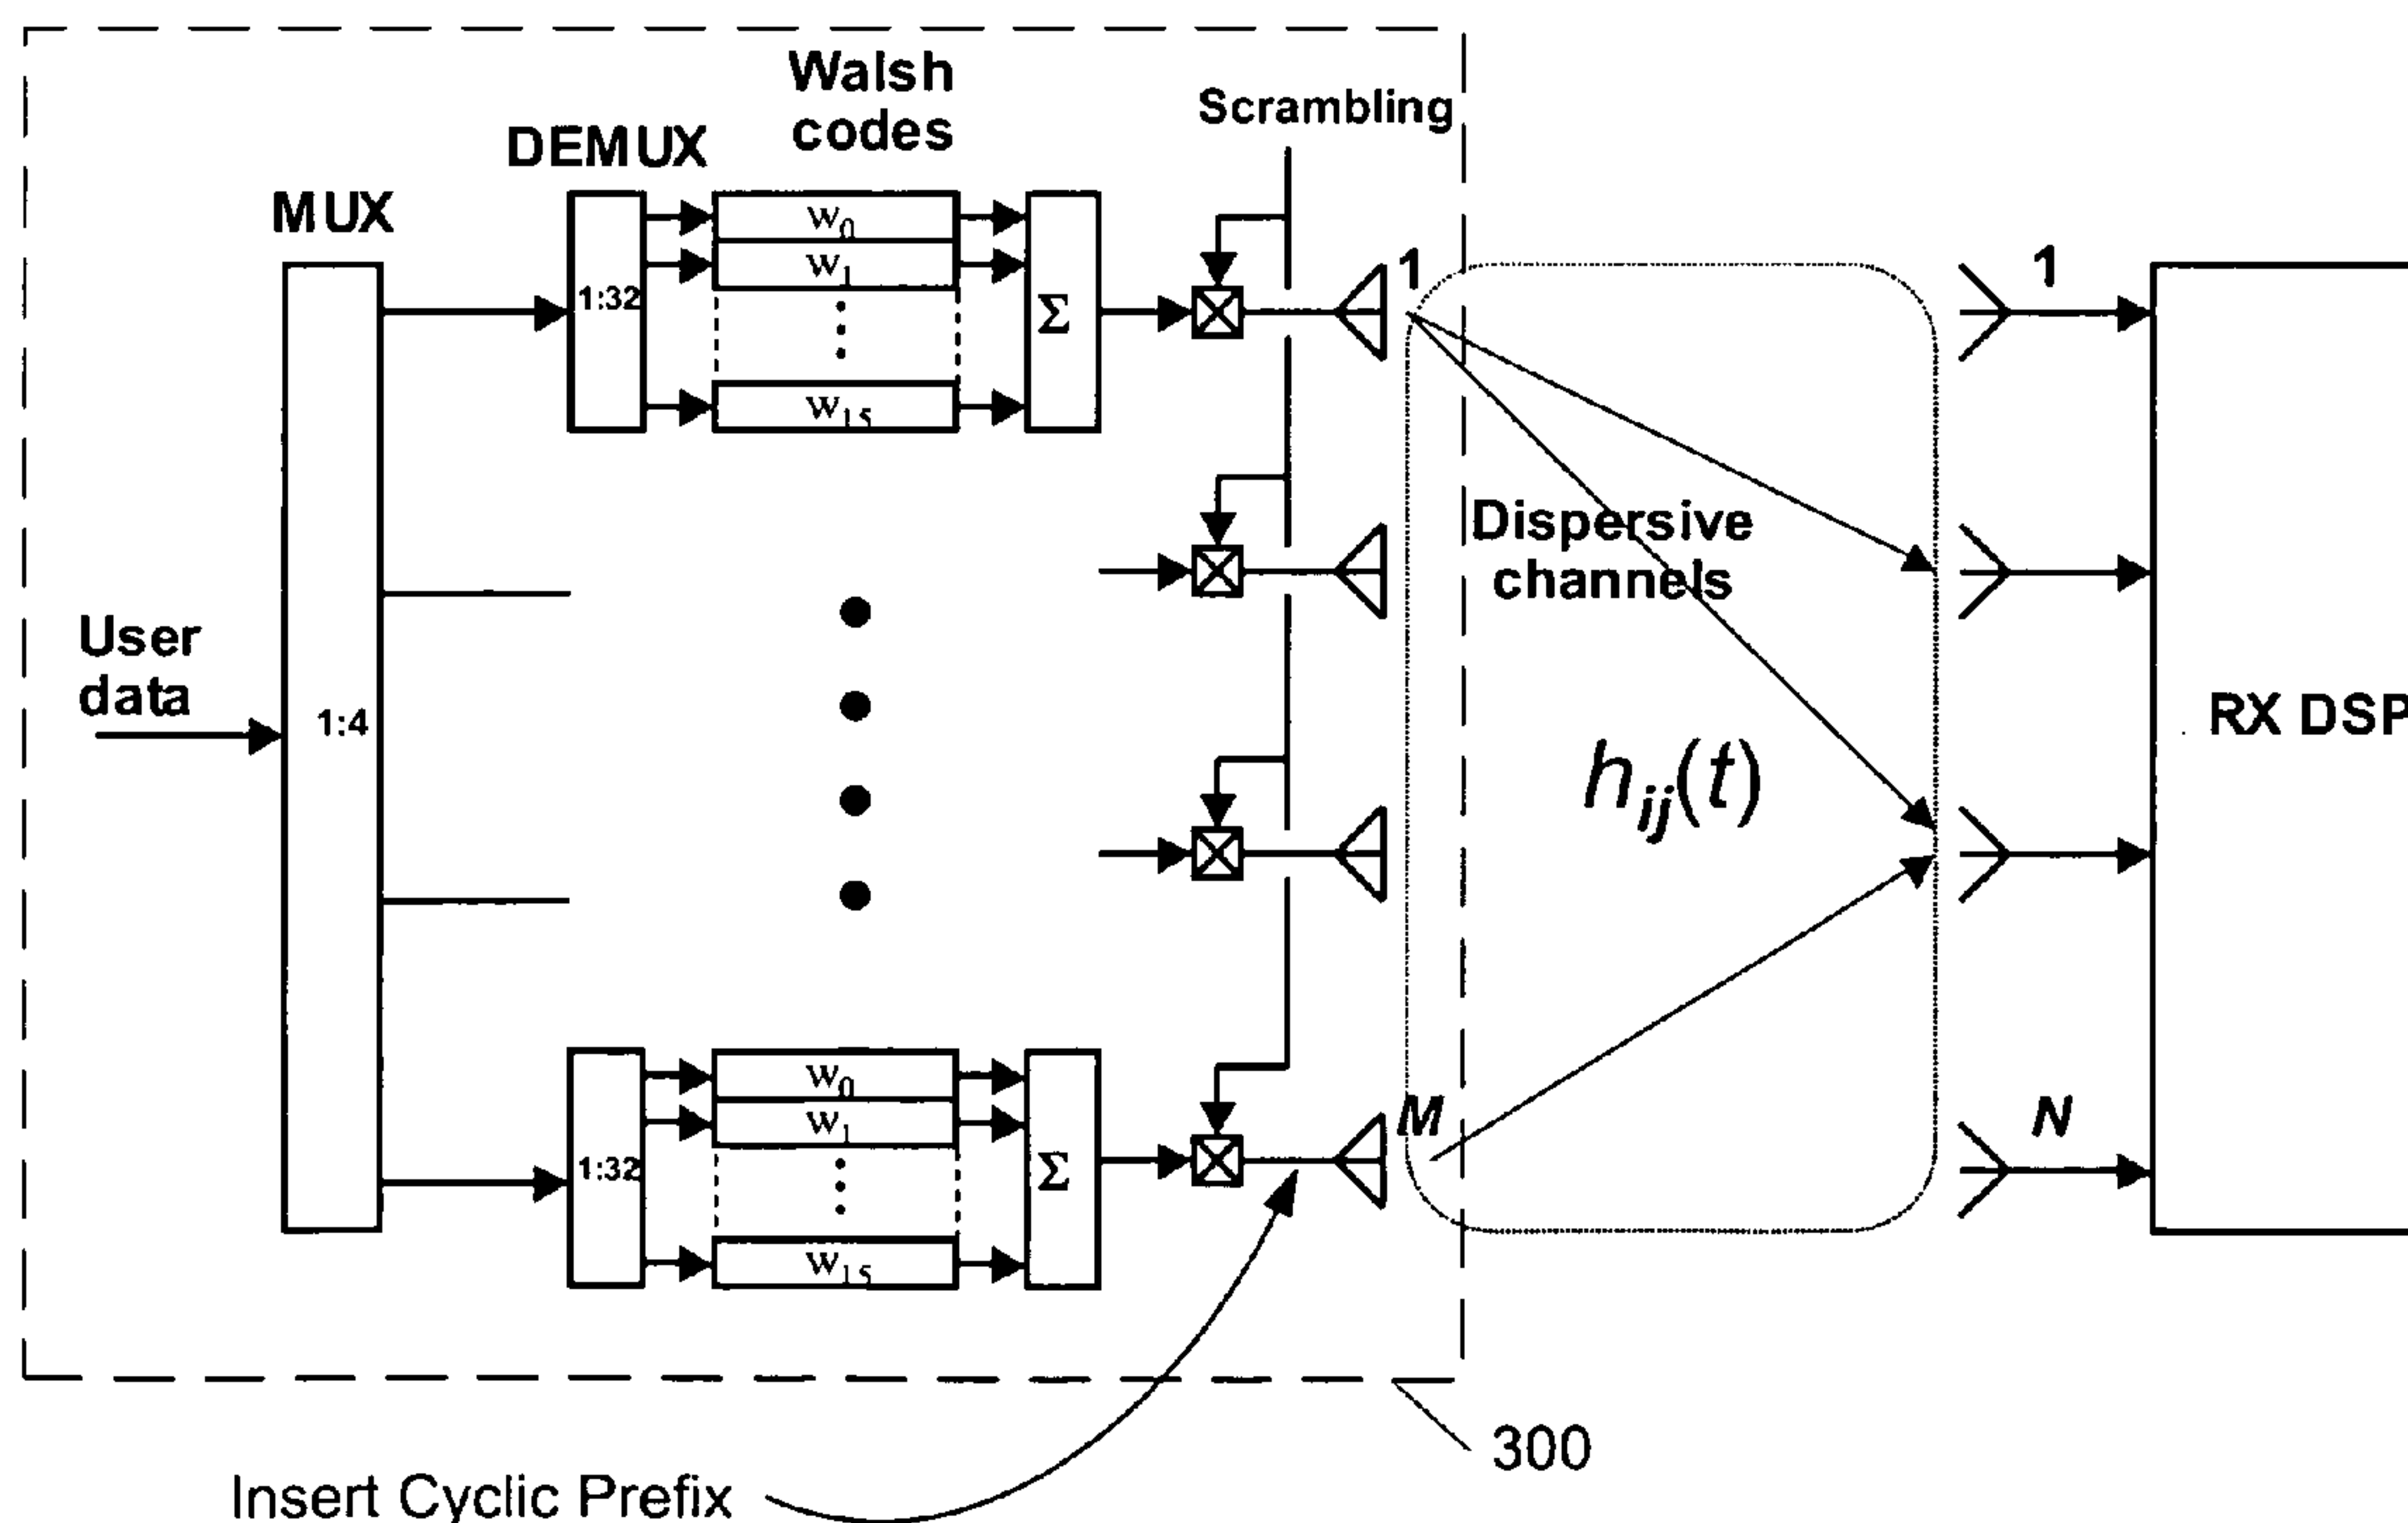 Walsh
codes
Scrambling
DEMUX
MUX
w0
w1
1:32
Σ
w15
1
1
Dispersive
channels
User
data
1:4
hij(t)
RX DSP
w0
w1
1:32
Σ
w15
M
N
300
Insert Cyclic Prefix